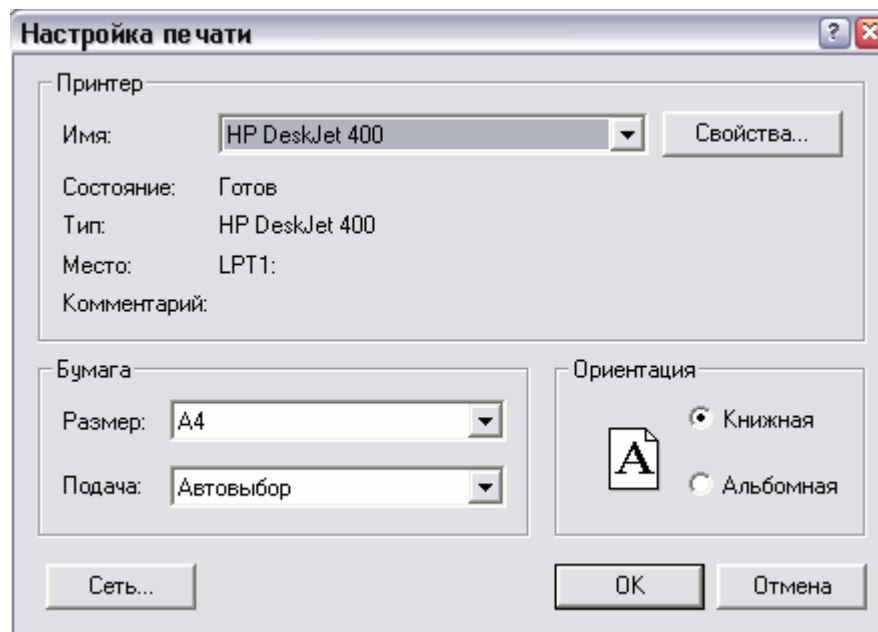 Настройка печати
Принтер
Имя: HP DeskJet 400 Свойства...
Состояние: Готов
Тип: HP DeskJet 400
Место: LPT1:
Комментарий:
Бумага
Размер: A4
Подача: Автовыбор
Ориентация
A
Книжная
Альбомная
Сеть... OK Отмена